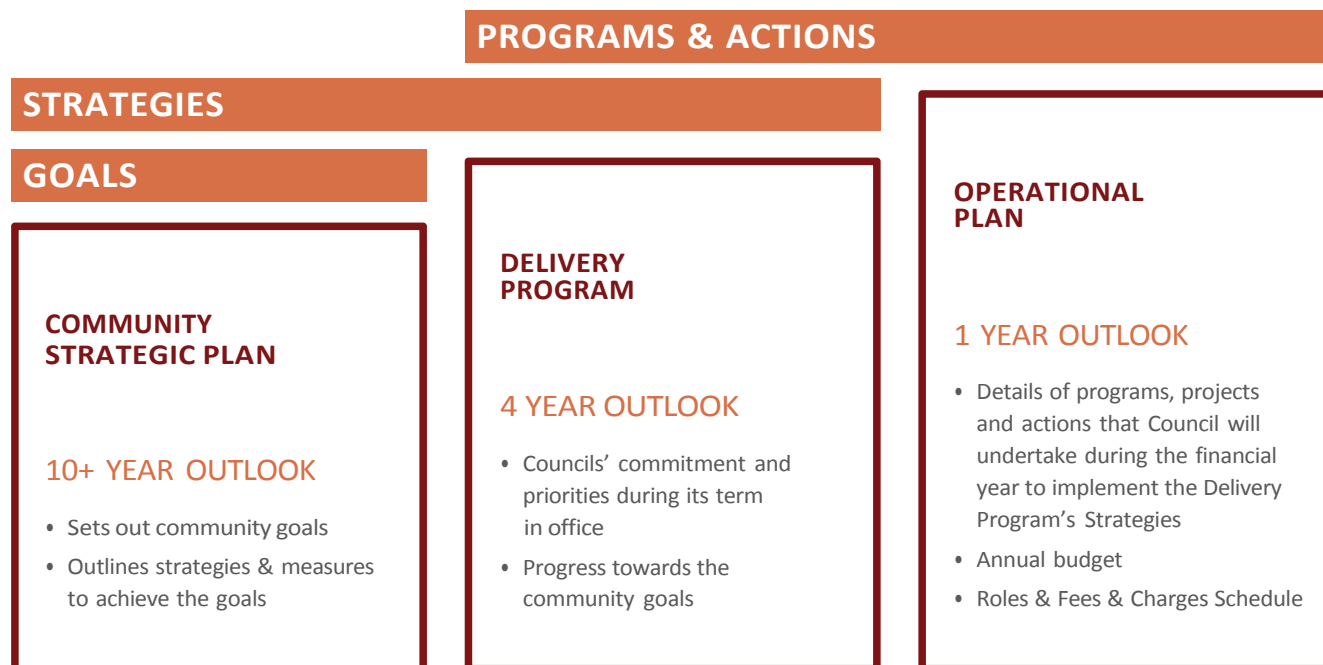 PROGRAMS & ACTIONS
STRATEGIES
GOALS
COMMUNITY
STRATEGIC PLAN
10+ YEAR OUTLOOK
• Sets out community goals
• Outlines strategies & measures
to achieve the goals
DELIVERY
PROGRAM
4 YEAR OUTLOOK
• Councils’ commitment and
priorities during its term
in office
• Progress towards the
community goals
OPERATIONAL
PLAN
1 YEAR OUTLOOK
• Details of programs, projects
and actions that Council will
undertake during the financial
year to implement the Delivery
Program’s Strategies
• Annual budget
• Roles & Fees & Charges Schedule